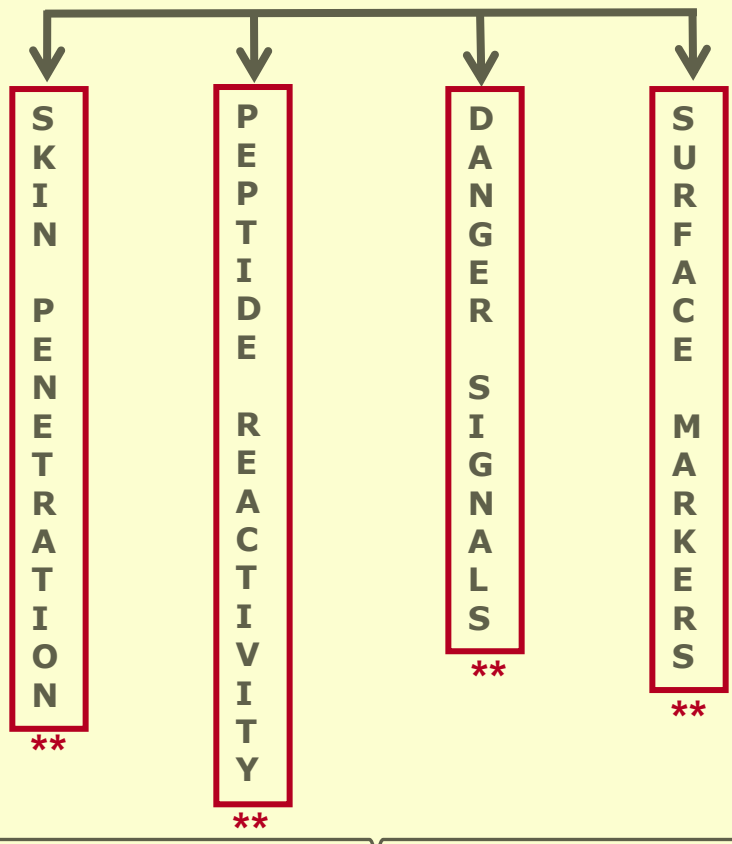 SKIN PENETRATION
**
PEPTIDE REACTIVITY
**
DANGER SIGNALS
**
SURFACE MARKERS
**